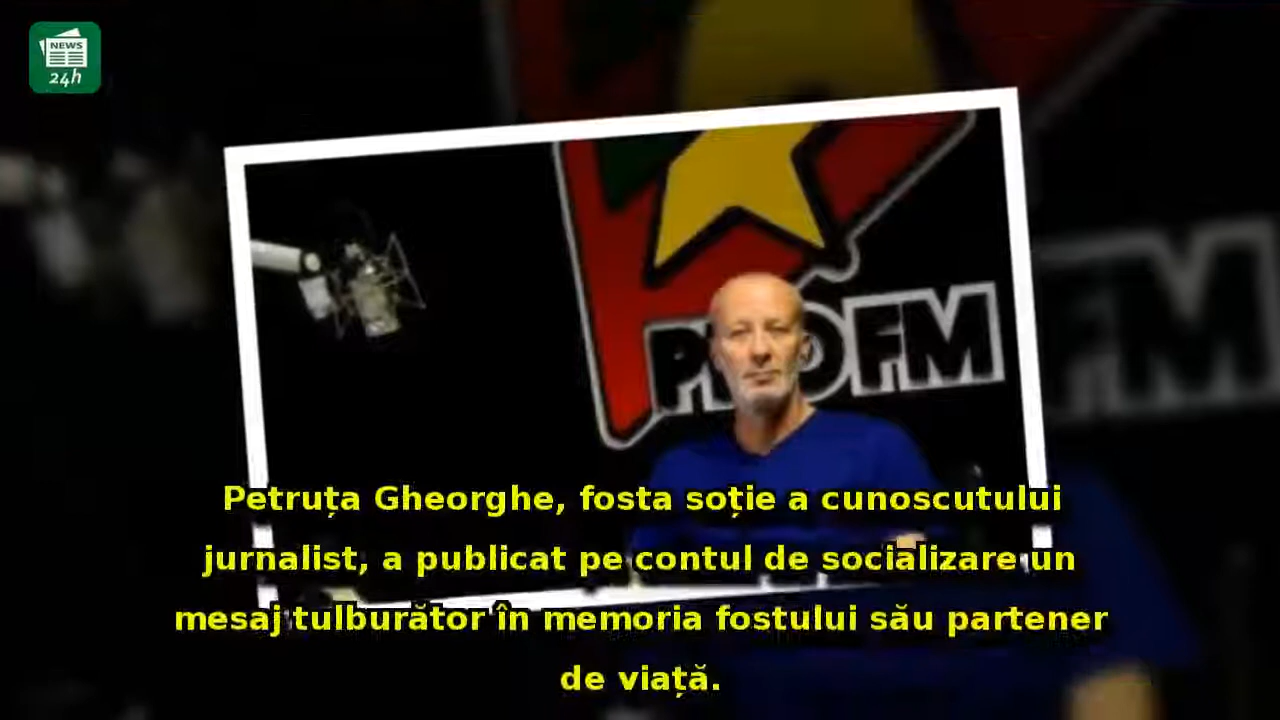 NEWS
24h
PROFM
FM
Petruța Gheorghe, fosta soție a cunoscutului
jurnalist, a publicat pe contul de socializare un
mesaj tulburător în memoria fostului său partener
de viață.